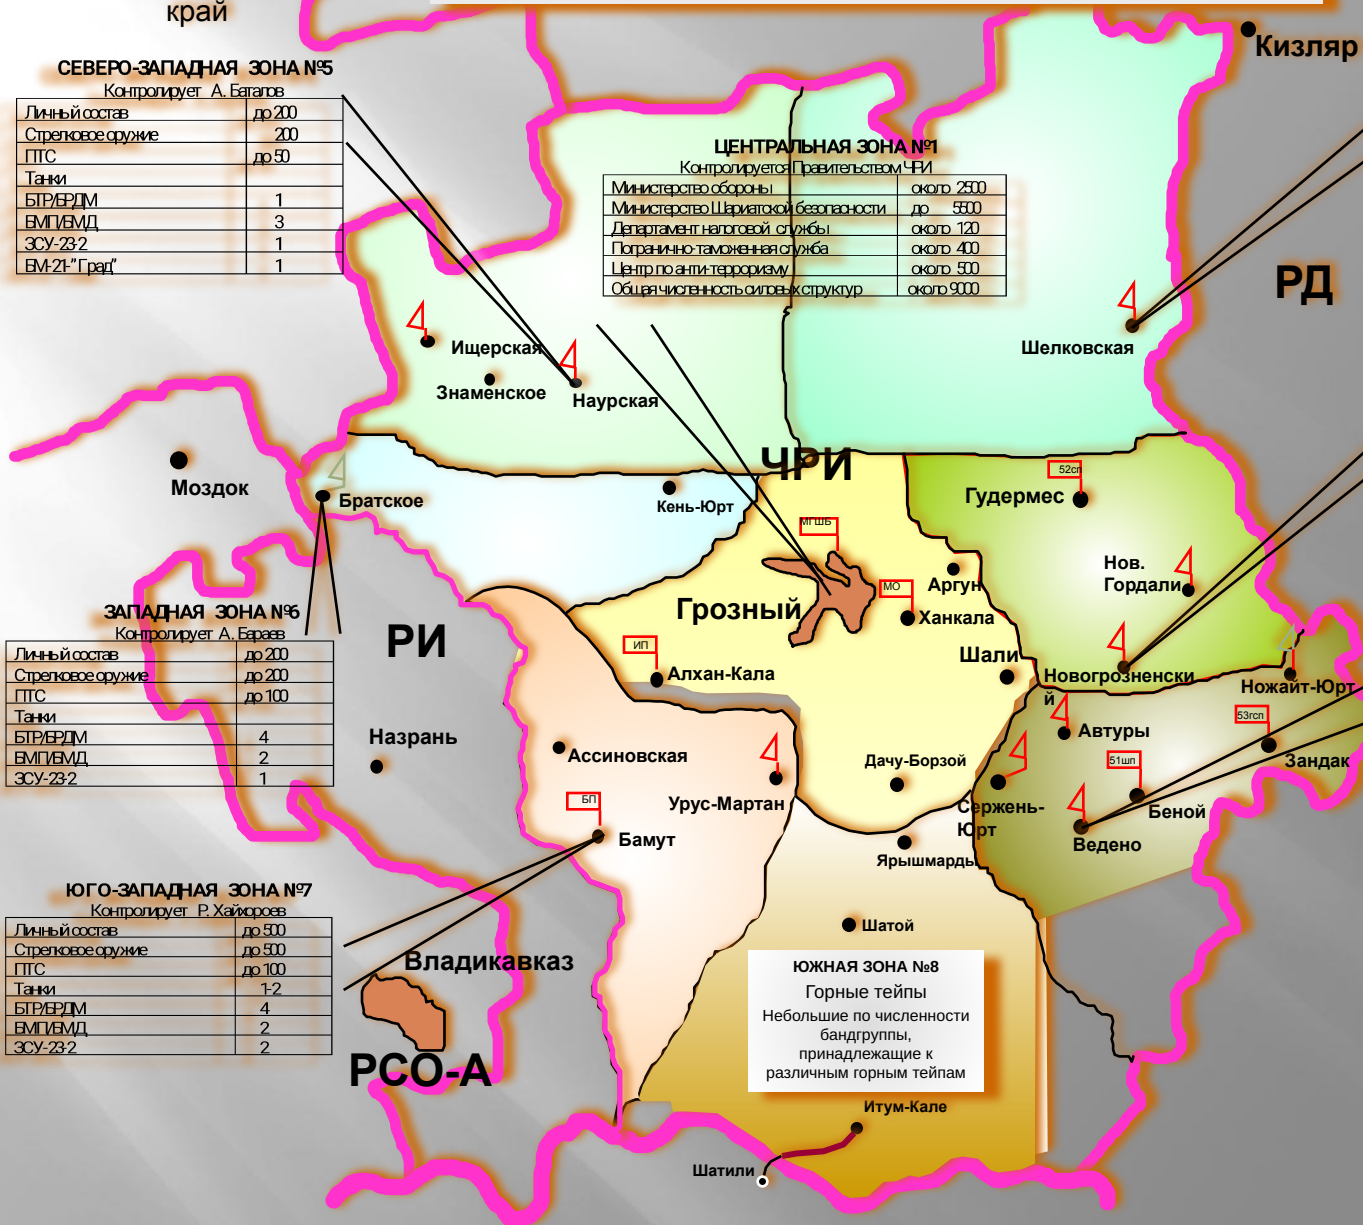 край
Кизляр
СЕВЕРО-ЗАПАДНАЯ ЗОНА №5
Контролирует А. Баталов
Личный состав до 200
Стрелковое оружие 200
ПТС до 50
Танки
БТР/БРДМ 1
БМП/БМД 3
ЗСУ-23-2 1
БМ-21-"Град" 1
ЦЕНТРАЛЬНАЯ ЗОНА №1
Контролируется Правительством ЧРИ
Министерство обороны около 2500
Министерство Шариатской безопасности до 5500
Департамент налоговой службы около 120
Погранично-таможенная служба около 400
Центр по анти-терроризму около 500
Общая численность силовых структур около 9000
РД
Ищерская
Знаменское
Наурская
Шелковская
ЧРИ
Моздок
Братское
Кень-Юрт
52сп
Гудермес
МГШБ
Аргун
Нов.
Гордали
МО
Ханкала
Грозный
ЗАПАДНАЯ ЗОНА №6
Контролирует А. Бараев
Личный состав до 200
Стрелковое оружие до 200
ПТС до 100
Танки
БТР/БРДМ 4
БМП/БМД 2
ЗСУ-23-2 1
РИ
ИП
Алхан-Кала
Шали
Новогрозненски
й
Ножайт-Юрт
Назрань
Ассиновская
Урус-Мартан
Дачу-Борзой
Автуры
53гсп
Зандак
51шп
Беной
Сержень-
Юрт
Ведено
БП
Бамут
Ярышмарды
ЮГО-ЗАПАДНАЯ ЗОНА №7
Контролирует Р. Хайхороев
Личный состав до 500
Стрелковое оружие до 500
ПТС до 100
Танки 1-2
БТР/БРДМ 4
БМП/БМД 2
ЗСУ-23-2 2
Владикавказ
РСО-А
Шатой
ЮЖНАЯ ЗОНА №8
Горные тейпы
Небольшие по численности
бандгруппы,
принадлежащие к
различным горным тейпам
Итум-Кале
Шатили